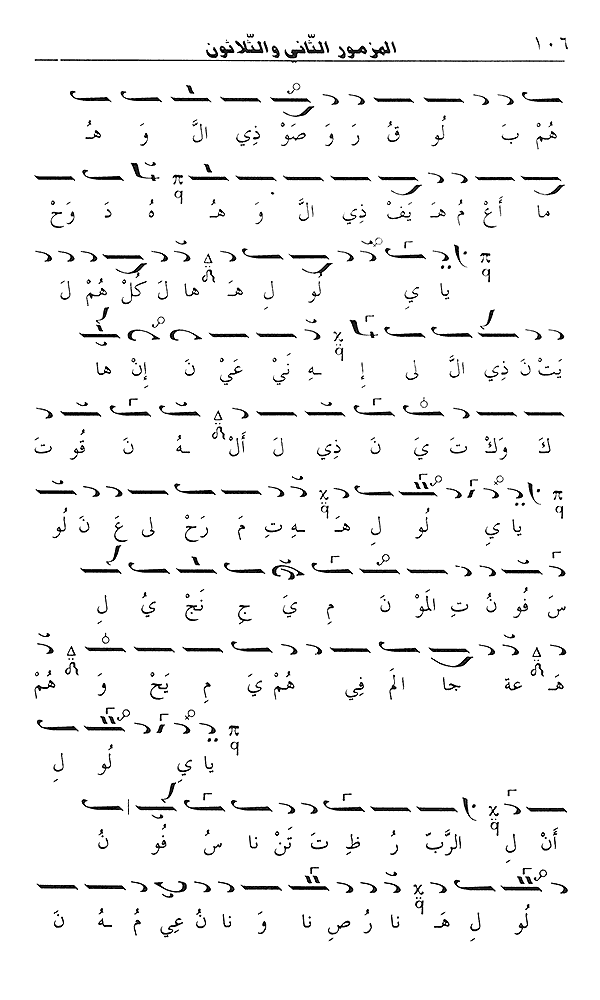 ١٠٦ المزمور الثّاني والثّلاثون
هُمْ بَ لُو قُ رَ وَ صَوْ ذِي الَّ وَ هُـ
ما أَعْ مُ هَـ يَفْ ذِي الَّ وَ هُـ هُ دَ وَحْ
يا يِ لُو لِ هَـ ها لَ كُلْ هُمْ لَ
يَتْ نَ ذِي الَّ لى إِ ـهِ نَيْ عَيْ نَ إِنْ ها
كَ وَكْ تَ يَ نَ ذِي لَ أَلْ ـهُ نَ قُو تَ
يا يِ لُو لِ هَـ ـهِ تِ مَ رَحْ لى عَ نَ لُو
سَ فُو نُ تِ المَوْ نَ مِ يَ جِ نَجْ يُ لِ
هَـ عة جا المَ فِي هُمْ يَ مِ يَحْ وَ هُمْ
يا يِ لُو لِ
أَنْ لِ الرَّبّ رُ ظِ تَ تَنْ نا سُ فُو نُ
لُو لِ هَـ نا رُ صِ نا وَ نا نُ عِي مُ ـهُ نَ